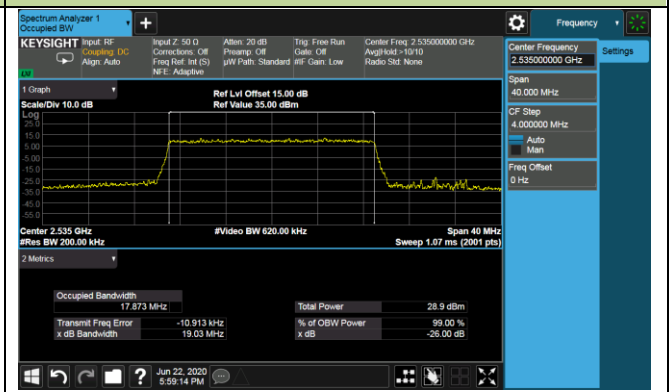 Spectrum Analyzer 1
Occupied BW
Frequency
KEYSIGHT
Input: RF
Coupling: DC
Align: Auto
Input Z: 50 Ω
Corrections: Off
Freq Ref: Int (S)
NFE: Adaptive
Atten: 20 dB
Preamp: Off
µW Path: Standard
Trig: Free Run
Gate: Off
#IF Gain: Low
Center Freq: 2.535000000 GHz
Avg|Hold:>10/10
Radio Std: None
LXI
1 Graph
Scale/Div 10.0 dB
Ref Lvl Offset 15.00 dB
Ref Value 35.00 dBm
Log
25.0
15.0
5.00
-5.00
-15.0
-25.0
-35.0
-45.0
-55.0
Center 2.535 GHz
#Res BW 200.00 kHz
#Video BW 620.00 kHz
Span 40 MHz
Sweep 1.07 ms (2001 pts)
2 Metrics
Occupied Bandwidth
17.873 MHz
Total Power 28.9 dBm
Transmit Freq Error -10.913 kHz
% of OBW Power 99.00 %
x dB Bandwidth 19.03 MHz
x dB -26.00 dB
Center Frequency
2.535000000 GHz
Settings
Span
40.000 MHz
CF Step
4.000000 MHz
Auto
Man
Freq Offset
0 Hz
?
Jun 22, 2020
5:59:14 PM